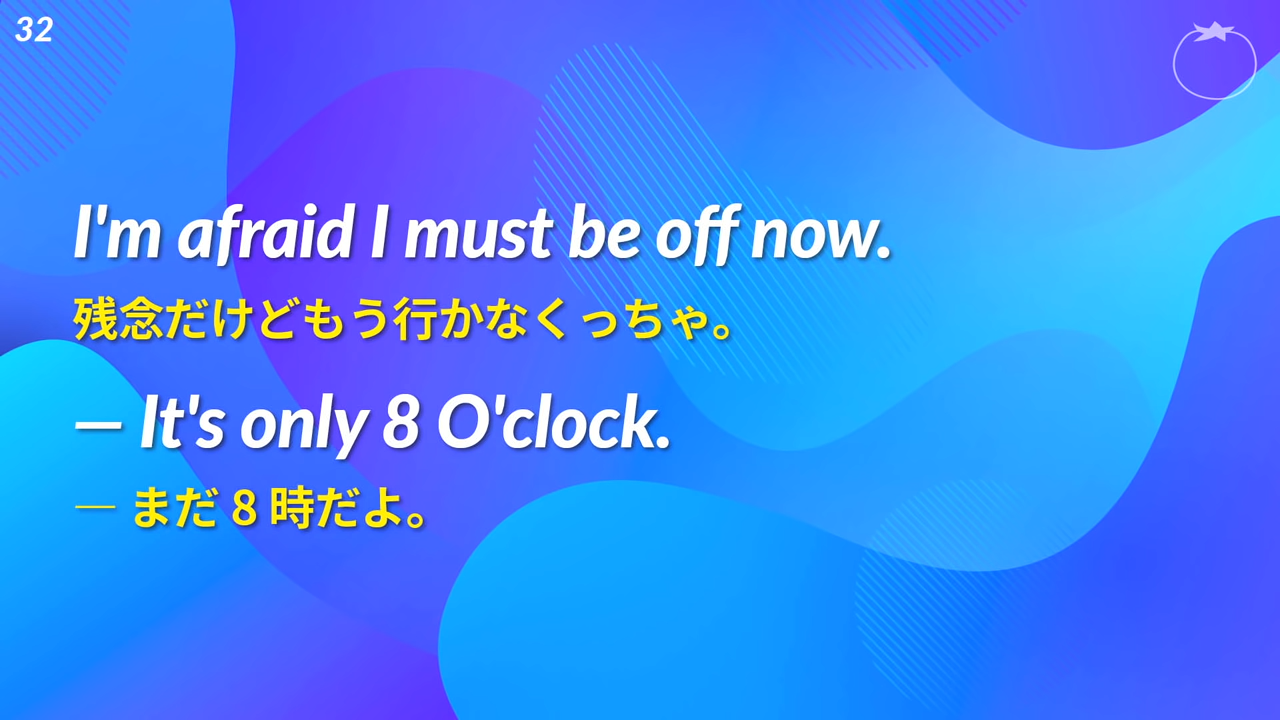 32
I'm afraid I must be off now.
残念だけどもう行かなくっちゃ。
— It's only 8 O'clock.
― まだ 8 時だよ。